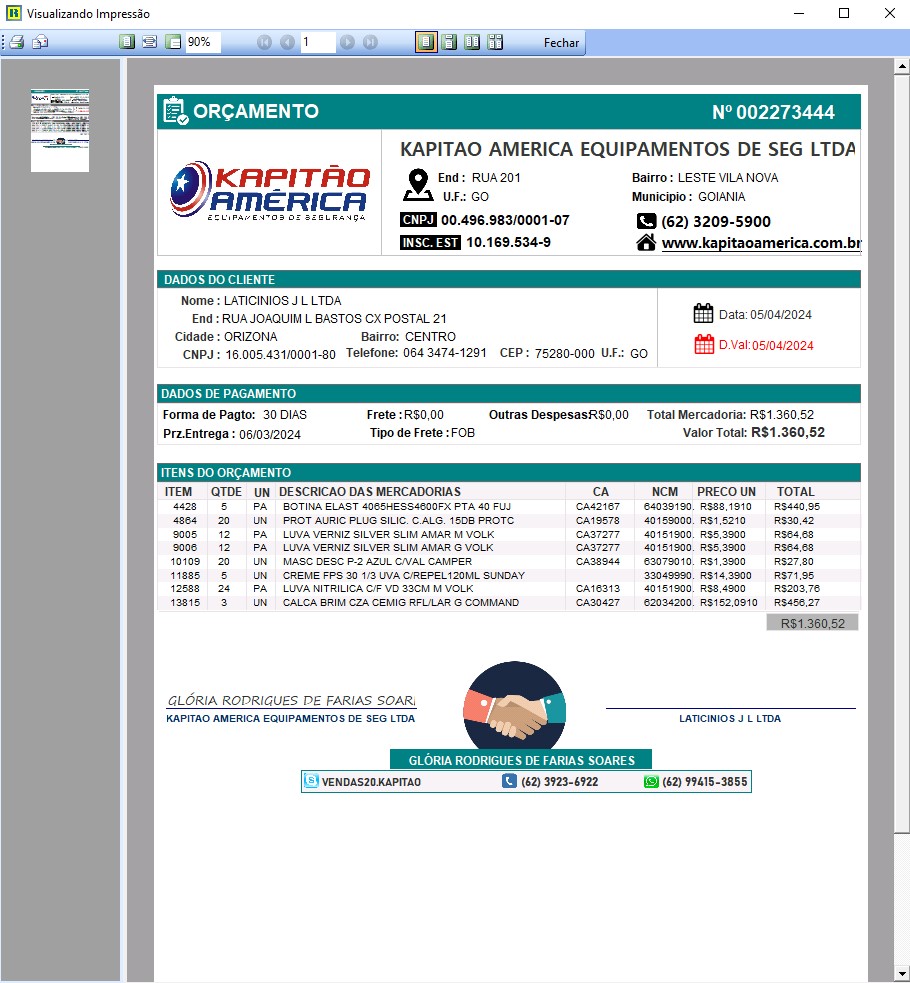 Visualizando Impressão
90%
1
Fechar
ORÇAMENTO
Nº 002273444
KAPITÃO
AMÉRICA
EQUIPAMENTOS DE SEGURANÇA
KAPITAO AMERICA EQUIPAMENTOS DE SEG LTDA
End : RUA 201 Bairro : LESTE VILA NOVA
U.F.: GO Municipio : GOIANIA
CNPJ 00.496.983/0001-07 (62) 3209-5900
INSC. EST 10.169.534-9 www.kapitaoamerica.com.br
DADOS DO CLIENTE
Nome : LATICINIOS J L LTDA
End : RUA JOAQUIM L BASTOS CX POSTAL 21
Cidade : ORIZONA Bairro: CENTRO
CNPJ : 16.005.431/0001-80 Telefone: 064 3474-1291 CEP : 75280-000 U.F.: GO
Data: 05/04/2024
D.Val: 05/04/2024
DADOS DE PAGAMENTO
Forma de Pagto: 30 DIAS Frete : R$0,00 Outras Despesas: R$0,00 Total Mercadoria: R$1.360,52
Prz.Entrega : 06/03/2024 Tipo de Frete : FOB Valor Total: R$1.360,52
ITENS DO ORÇAMENTO
ITEM QTDE UN DESCRICAO DAS MERCADORIAS CA NCM PRECO UN TOTAL
4428 5 PA BOTINA ELAST 4065HESS4600FX PTA 40 FUJ CA42167 64039190. R$88,1910 R$440,95
4864 20 UN PROT AURIC PLUG SILIC. C.ALG. 15DB PROTC CA19578 40159000. R$1,5210 R$30,42
9005 12 PA LUVA VERNIZ SILVER SLIM AMAR M VOLK CA37277 40151900. R$5,3900 R$64,68
9006 12 PA LUVA VERNIZ SILVER SLIM AMAR G VOLK CA37277 40151900. R$5,3900 R$64,68
10109 20 UN MASC DESC P-2 AZUL C/VAL CAMPER CA38944 63079010. R$1,3900 R$27,80
11885 5 UN CREME FPS 30 1/3 UVA C/REPEL120ML SUNDAY 33049990. R$14,3900 R$71,95
12588 24 PA LUVA NITRILICA C/F VD 33CM M VOLK CA16313 40151900. R$8,4900 R$203,76
13815 3 UN CALCA BRIM CZA CEMIG RFL/LAR G COMMAND CA30427 62034200. R$152,0910 R$456,27
R$1.360,52
GLÓRIA RODRIGUES DE FARIAS SOAR
KAPITAO AMERICA EQUIPAMENTOS DE SEG LTDA
LATICINIOS J L LTDA
GLÓRIA RODRIGUES DE FARIAS SOARES
VENDAS20.KAPITAO (62) 3923-6922 (62) 99415-3855